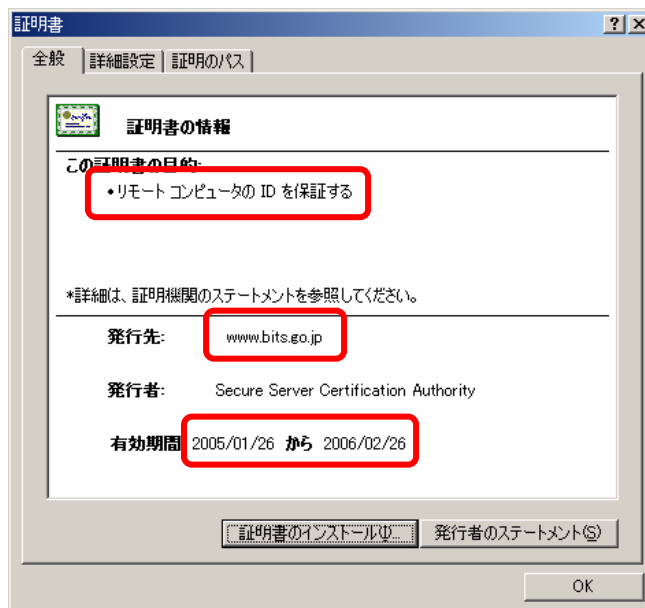 証明書
全般 詳細設定 証明のパス
証明書の情報
この証明書の目的:
•リモート コンピュータの ID を保証する
*詳細は、証明機関のステートメントを参照してください。
発行先: www.bits.go.jp
発行者: Secure Server Certification Authority
有効期間 2005/01/26 から 2006/02/26
証明書のインストール(I)... 発行者のステートメント(S)
OK